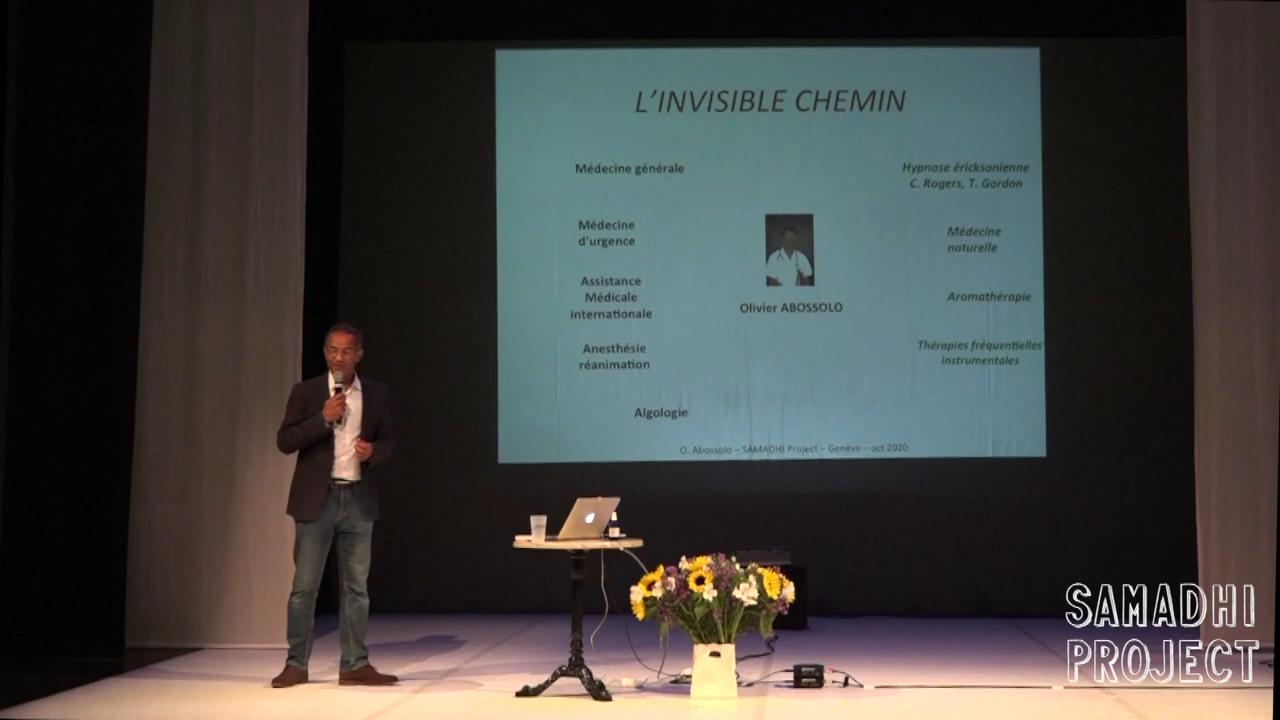 L'INVISIBLE CHEMIN
Médecine générale
Médecine
d'urgence
Assistance
Médicale
internationale
Anesthésie
réanimation
Algologie
Olivier ABOSSOLO
Hypnose éricksonienne
C. Rogers, T. Gordon
Médecine
naturelle
Aromathérapie
Thérapies fréquentielles
instrumentales
O. Abossolo – SAMADHI Project – Genève – oct 2020
SAMADHI
PROJECT